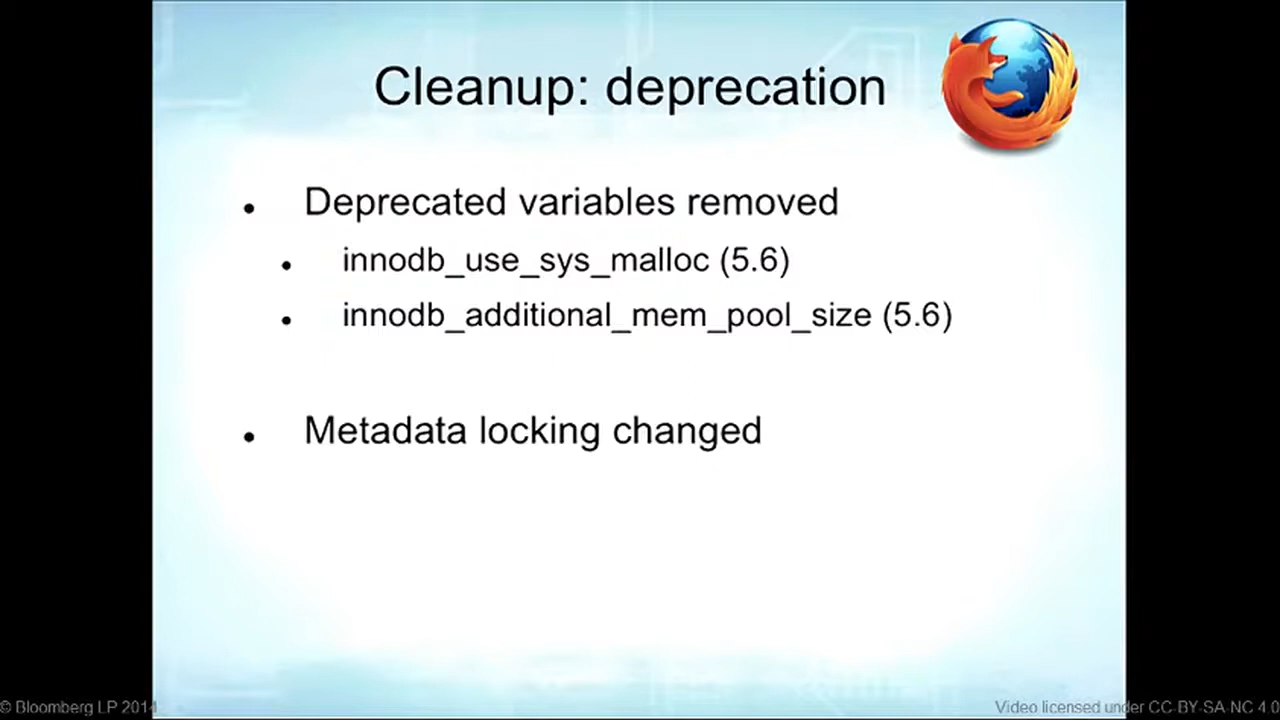 Cleanup: deprecation
• Deprecated variables removed
• innodb_use_sys_malloc (5.6)
• innodb_additional_mem_pool_size (5.6)
• Metadata locking changed
© Bloomberg LP 2014
Video licensed under CC-BY-SA-NC 4.0